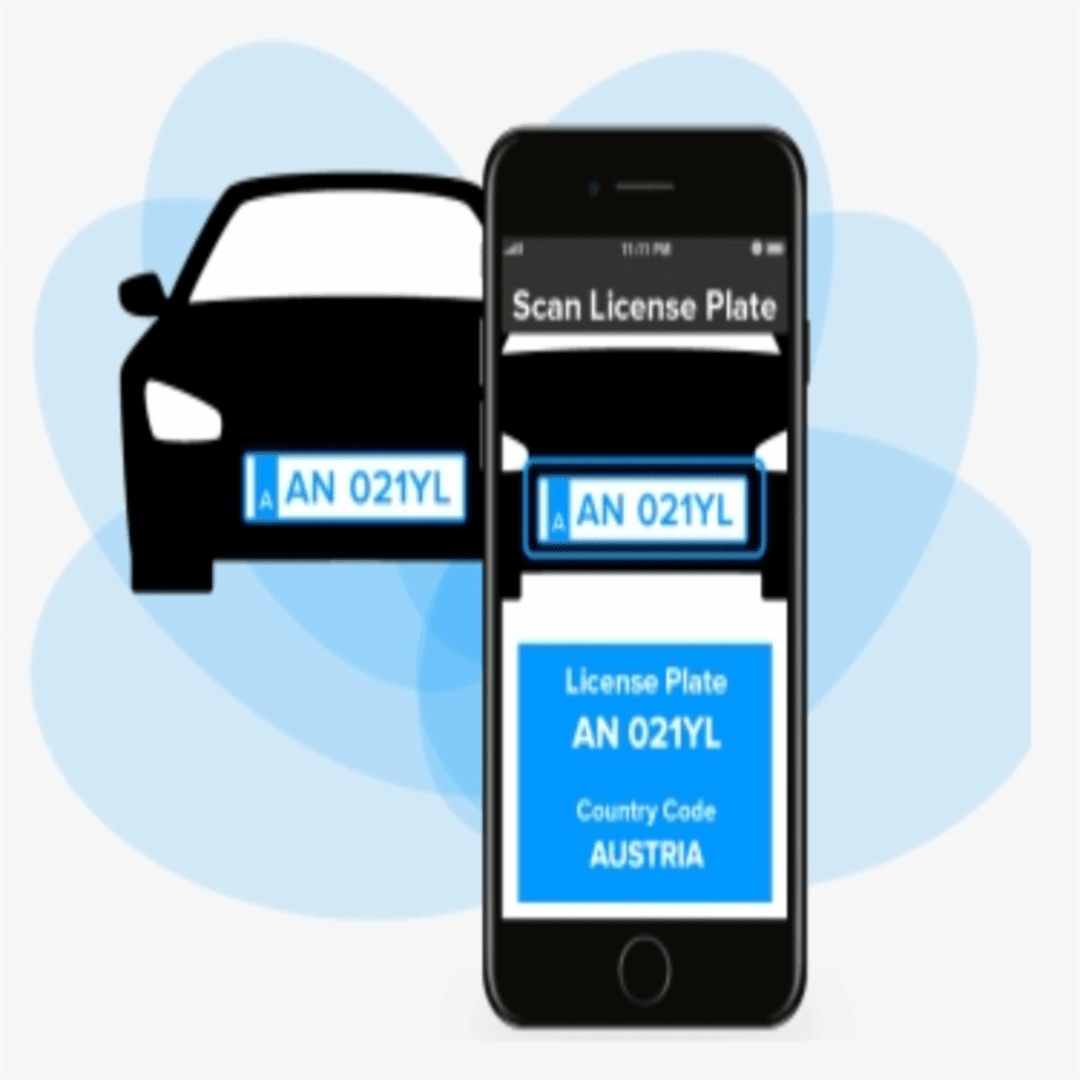 A AN 021YL
11:11 PM
Scan License Plate
A AN 021YL
License Plate
AN 021YL
Country Code
AUSTRIA